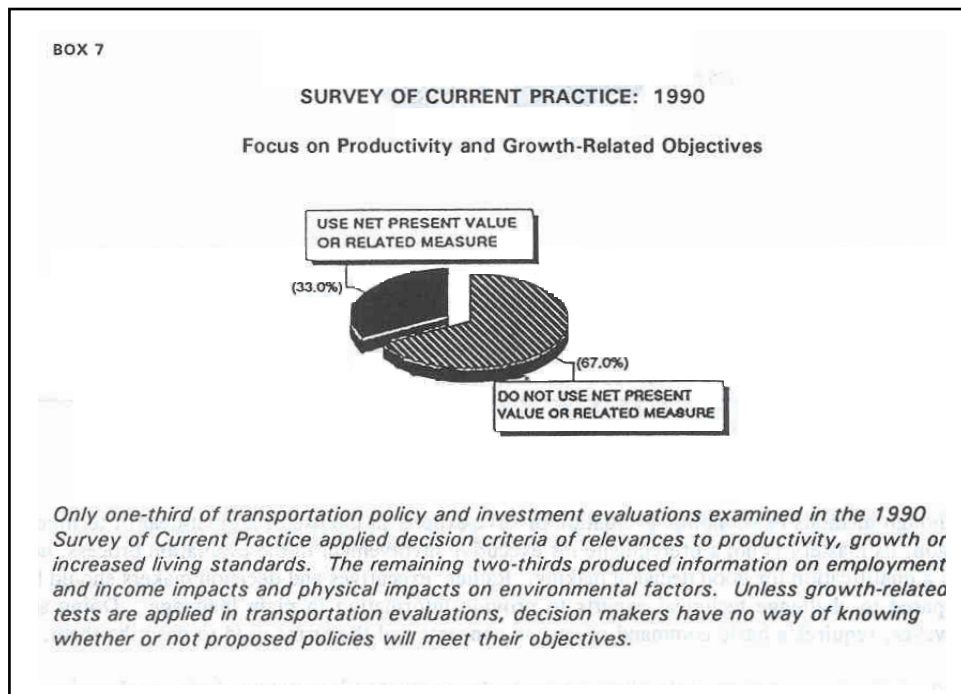 BOX 7
SURVEY OF CURRENT PRACTICE: 1990
Focus on Productivity and Growth-Related Objectives
USE NET PRESENT VALUE
OR RELATED MEASURE
(33.0%)
(67.0%)
DO NOT USE NET PRESENT
VALUE OR RELATED MEASURE
Only one-third of transportation policy and investment evaluations examined in the 1990
Survey of Current Practice applied decision criteria of relevances to productivity, growth or
increased living standards. The remaining two-thirds produced information on employment
and income impacts and physical impacts on environmental factors. Unless growth-related
tests are applied in transportation evaluations, decision makers have no way of knowing
whether or not proposed policies will meet their objectives.